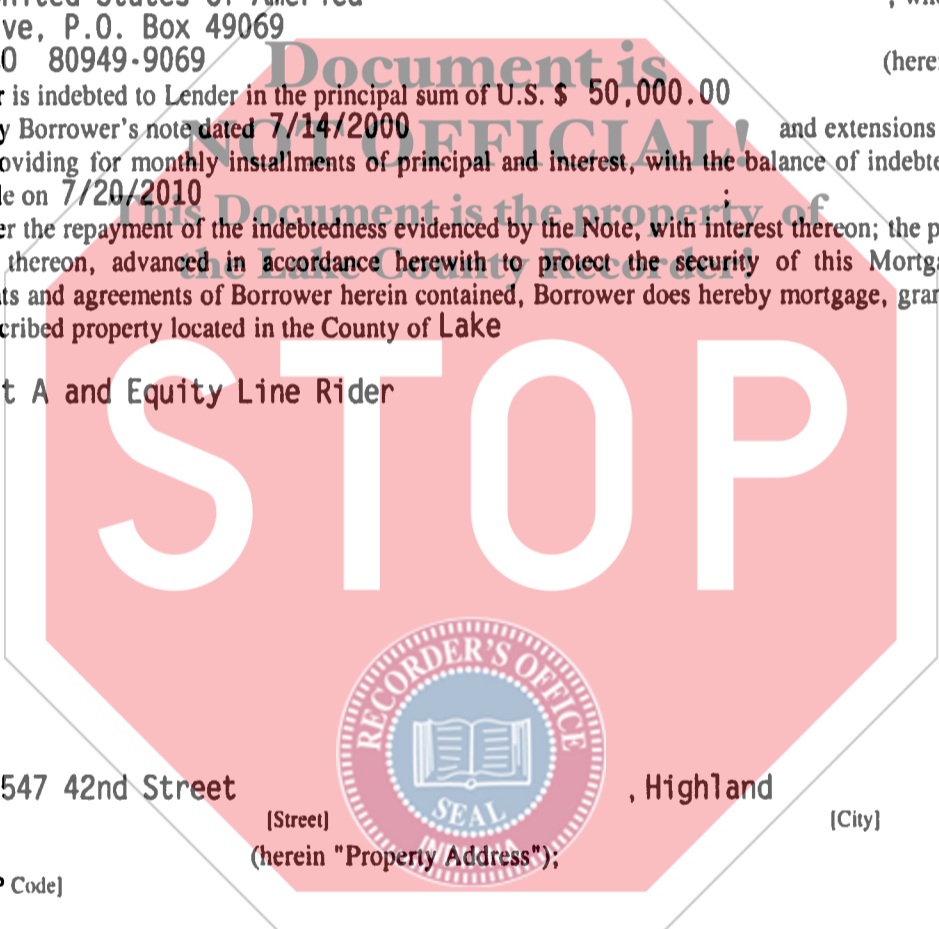 United States of America
ve, P.O. Box 49069
O 80949-9069 (herei
r is indebted to Lender in the principal sum of U.S. $ 50,000.00
y Borrower's note dated 7/14/2000 and extensions
oviding for monthly installments of principal and interest, with the balance of indebte
le on 7/20/2010 ;
er the repayment of the indebtedness evidenced by the Note, with interest thereon; the p
thereon, advanced in accordance herewith to protect the security of this Mortga
ts and agreements of Borrower herein contained, Borrower does hereby mortgage, gran
cribed property located in the County of Lake
t A and Equity Line Rider
547 42nd Street , Highland
[Street] [City]
(herein "Property Address");
P Code]
Document is
NOT OFFICIAL!
This Document is the property of
the Lake County Recorder!
STOP
RECORDER'S OFFICE
SEAL
INDIANA